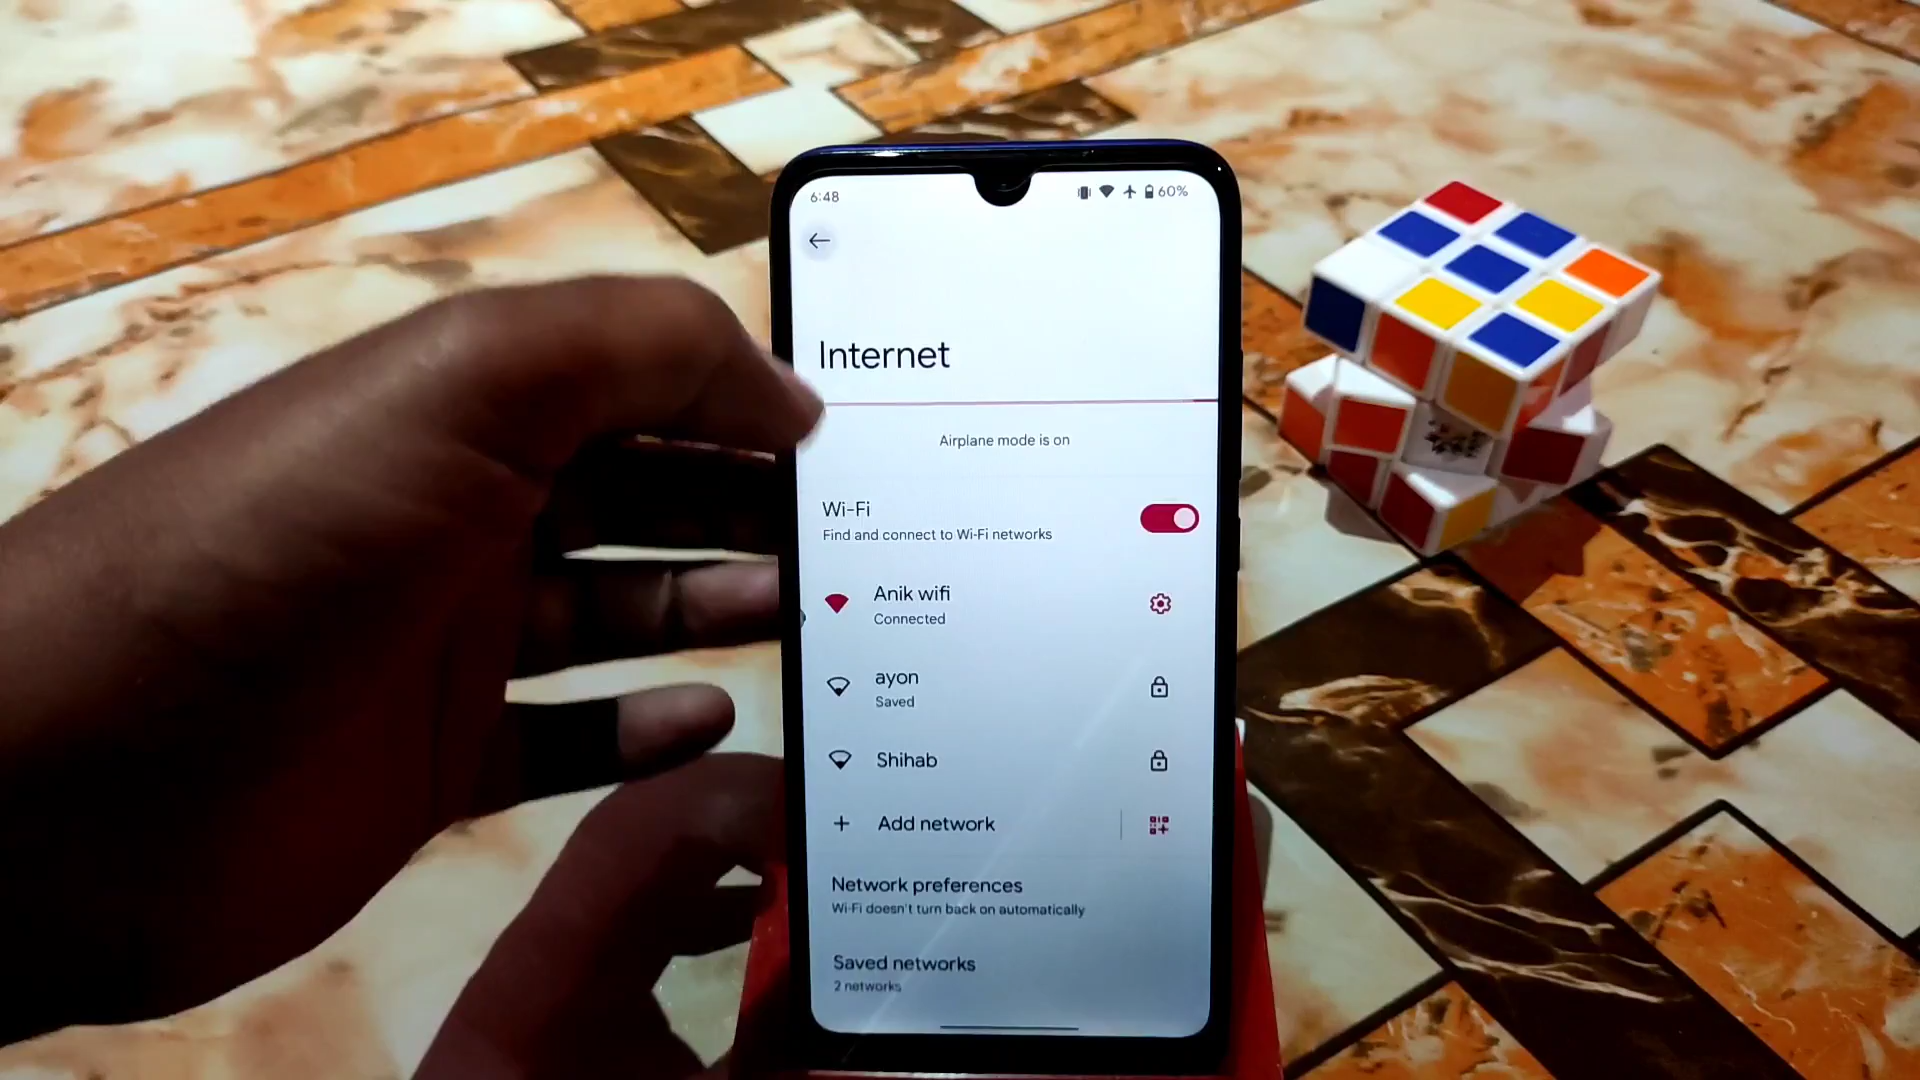 6:48
60%
Internet
Airplane mode is on
Wi-Fi
Find and connect to Wi-Fi networks
Anik wifi
Connected
ayon
Saved
Shihab
Add network
Network preferences
Wi-Fi doesn't turn back on automatically
Saved networks
2 networks